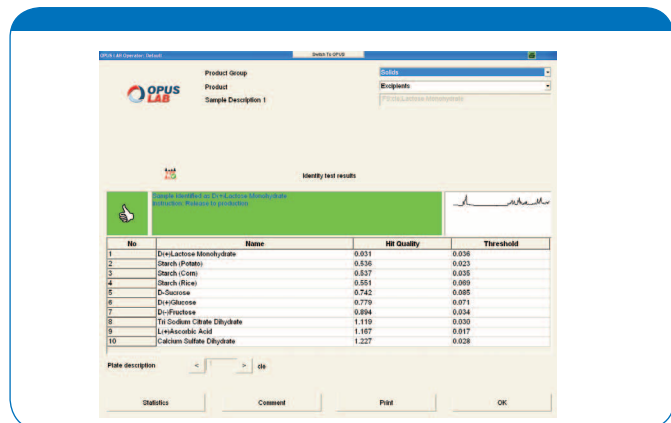 OPUS LAB Operator: Default
Switch To OPUS
OPUS
LAB
Product Group
Solids
Product
Excipients
Sample Description 1
Lactose Monohydrate
Identity test results
Sample Identified as D(+)Lactose Monohydrate
Instruction: Release to production
No Name Hit Quality Threshold
1 D(+)Lactose Monohydrate 0.031 0.036
2 Starch (Potato) 0.536 0.023
3 Starch (Corn) 0.537 0.035
4 Starch (Rice) 0.551 0.089
5 D-Sucrose 0.742 0.085
6 D(+)Glucose 0.779 0.071
7 D(-)Fructose 0.894 0.034
8 Tri Sodium Citrate Dihydrate 1.119 0.030
9 L(+)Ascorbic Acid 1.167 0.017
10 Calcium Sulfate Dihydrate 1.227 0.028
Plate description < > cle
Statistics Comment Print OK